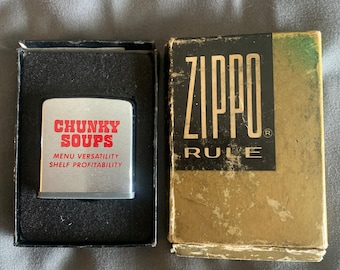 CHUNKY
SOUPS
MENU VERSATILITY
SHELF PROFITABILITY
ZIPPO®
RULE